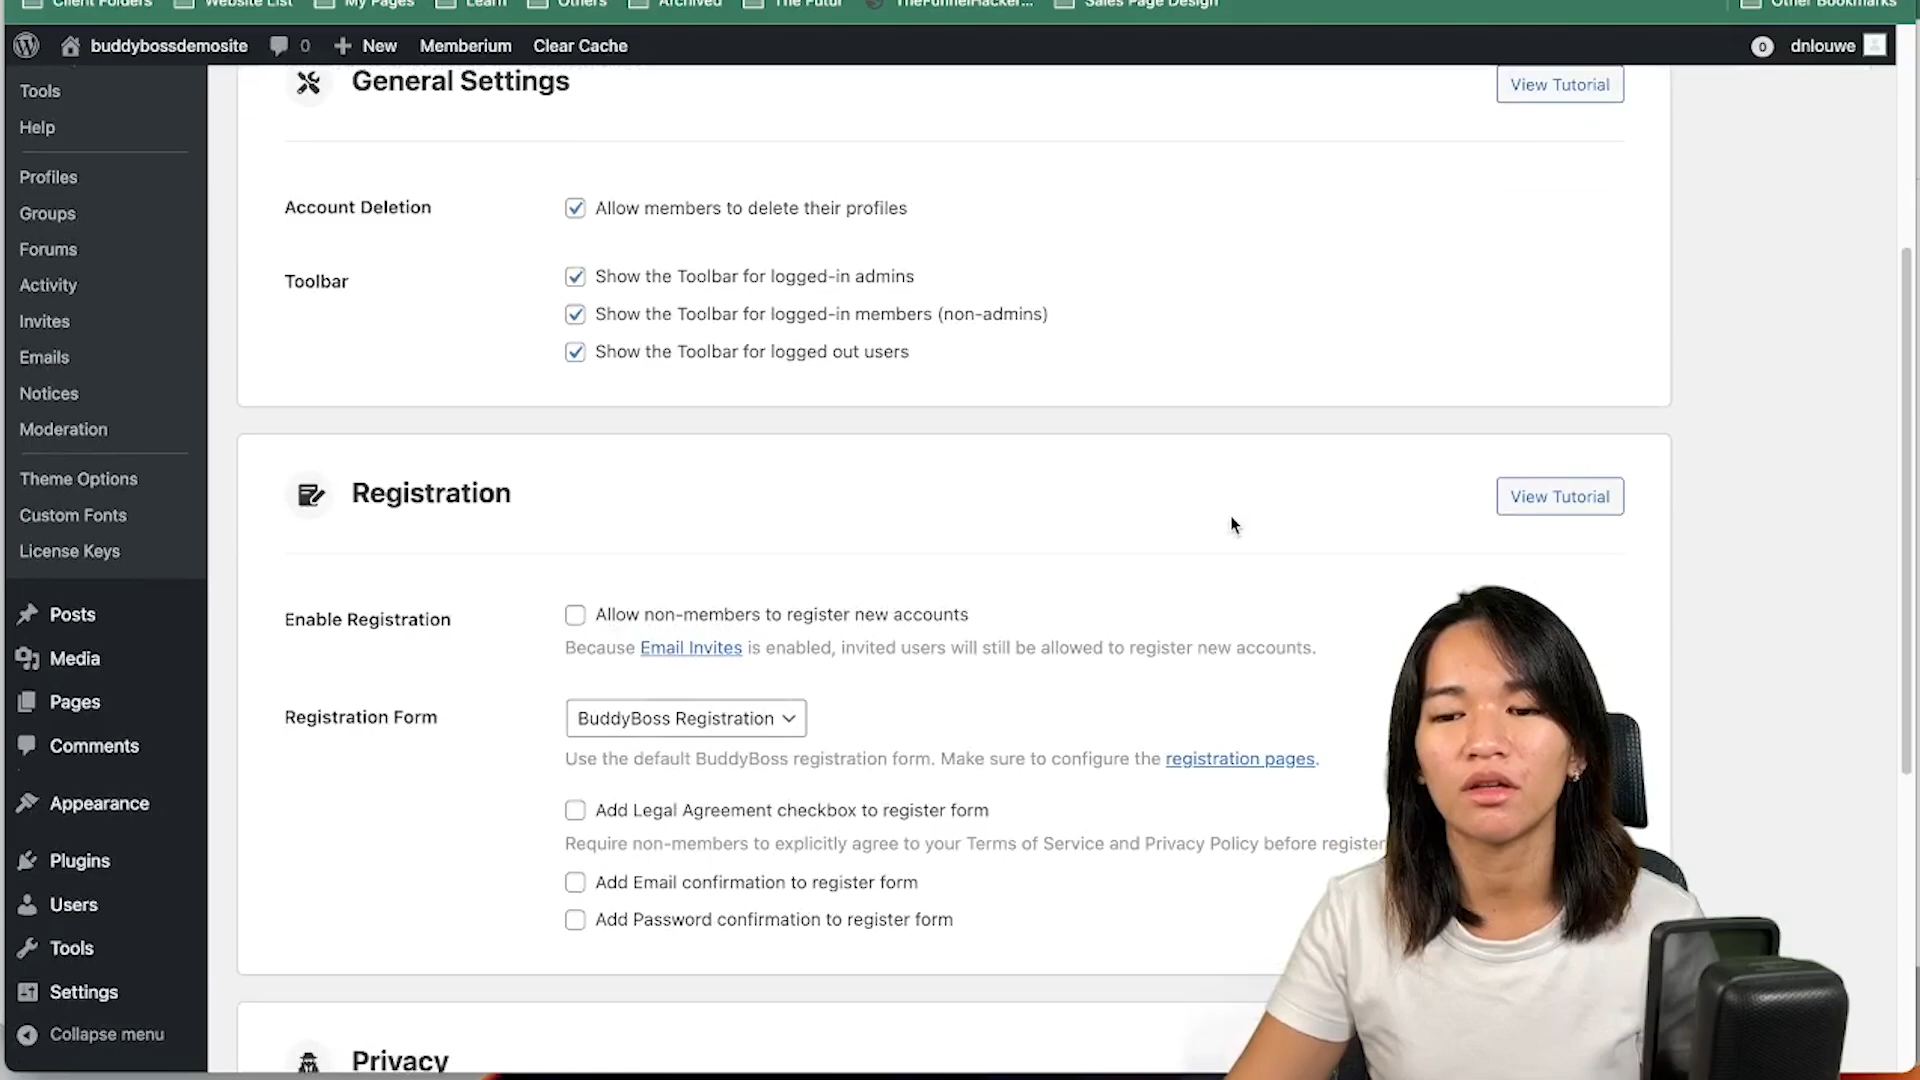 Client Folders Website List My Pages Learn Others Archived The Futur TheFunnelHacker... Sales Page Design Other Bookmarks
buddybossdemosite 0 New Memberium Clear Cache 0 dnlouwe
Tools
Help
Profiles
Groups
Forums
Activity
Invites
Emails
Notices
Moderation
Theme Options
Custom Fonts
License Keys
Posts
Media
Pages
Comments
Appearance
Plugins
Users
Tools
Settings
Collapse menu
General Settings
View Tutorial
Account Deletion
Allow members to delete their profiles
Toolbar
Show the Toolbar for logged-in admins
Show the Toolbar for logged-in members (non-admins)
Show the Toolbar for logged out users
Registration
View Tutorial
Enable Registration
Allow non-members to register new accounts
Because Email Invites is enabled, invited users will still be allowed to register new accounts.
Registration Form
BuddyBoss Registration
Use the default BuddyBoss registration form. Make sure to configure the registration pages.
Add Legal Agreement checkbox to register form
Require non-members to explicitly agree to your Terms of Service and Privacy Policy before register
Add Email confirmation to register form
Add Password confirmation to register form
Privacy